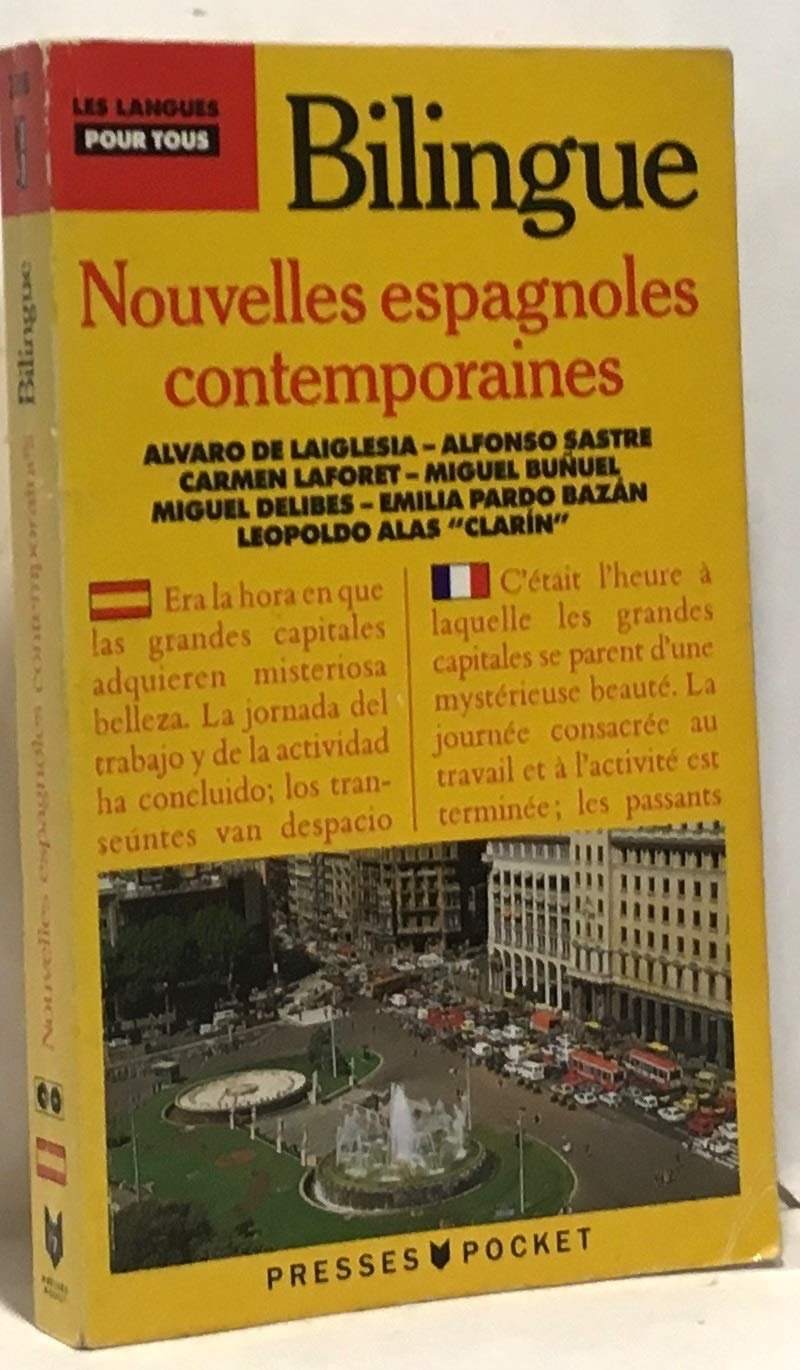 LES LANGUES
POUR TOUS
Bilingue
Nouvelles espagnoles
contemporaines
ALVARO DE LAIGLESIA – ALFONSO SASTRE
CARMEN LAFORET – MIGUEL BUÑUEL
MIGUEL DELIBES – EMILIA PARDO BAZÁN
LEOPOLDO ALAS "CLARÍN"
Era la hora en que
las grandes capitales
adquieren misteriosa
belleza. La jornada del
trabajo y de la actividad
ha concluido; los tran-
seúntes van despacio
C'était l'heure à
laquelle les grandes
capitales se parent d'une
mystérieuse beauté. La
journée consacrée au
travail et à l'activité est
terminée; les passants
PRESSES POCKET
Nouvelles espagnoles contemporaines Bilingue
PRESSES
POCKET